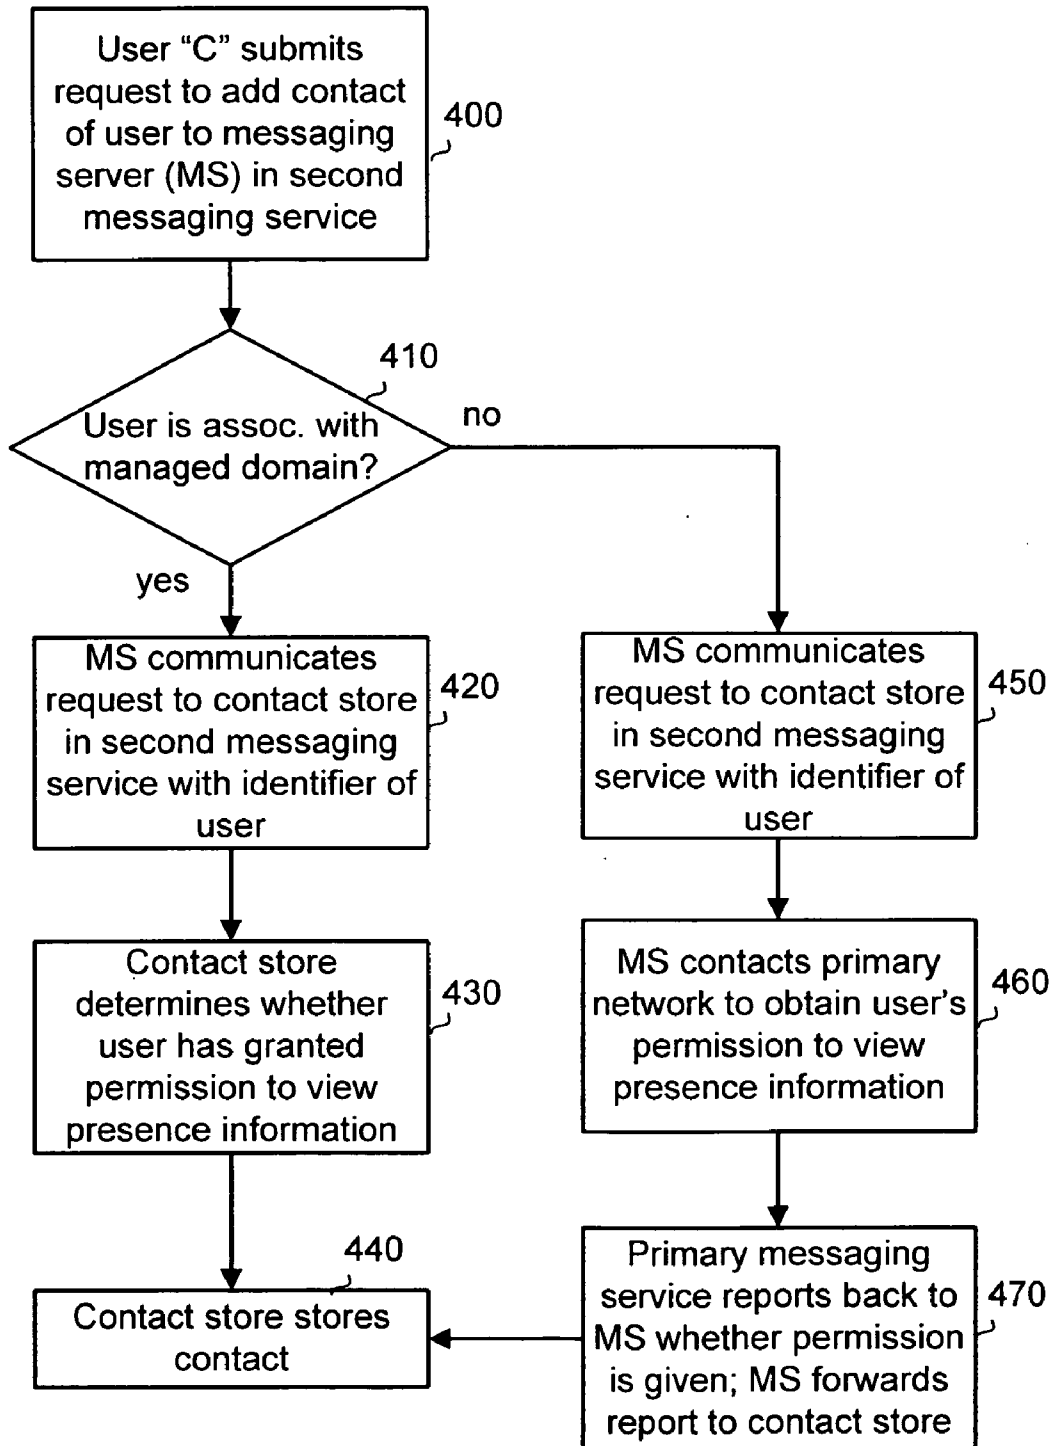 User “C” submits
request to add contact
of user to messaging
server (MS) in second
messaging service
400
410
User is assoc. with
managed domain?
no
yes
MS communicates
request to contact store
in second messaging
service with identifier of
user
420
Contact store
determines whether
user has granted
permission to view
presence information
430
440
Contact store stores
contact
MS communicates
request to contact store
in second messaging
service with identifier of
user
450
MS contacts primary
network to obtain user’s
permission to view
presence information
460
Primary messaging
service reports back to
MS whether permission
is given; MS forwards
report to contact store
470